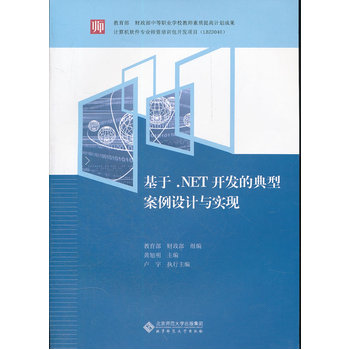 教育部 财政部中等职业学校教师素质提高计划成果
计算机软件专业师资培训包开发项目（LBZD040）
基于.NET开发的典型
案例设计与实现
教育部 财政部 组编
黄旭明 主编
卢宇 执行主编
北京师范大学出版集团
北京师范大学出版社